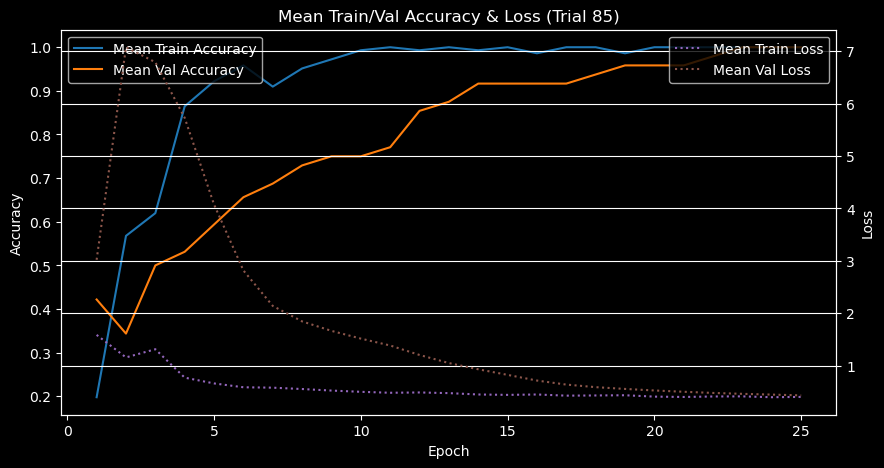 Mean Train/Val Accuracy & Loss (Trial 85)
Mean Train Accuracy
Mean Val Accuracy
Mean Train Loss
Mean Val Loss
1.0
0.9
0.8
0.7
0.6
0.5
0.4
0.3
0.2
Accuracy
7
6
5
4
3
2
1
Loss
0
5
10
15
20
25
Epoch